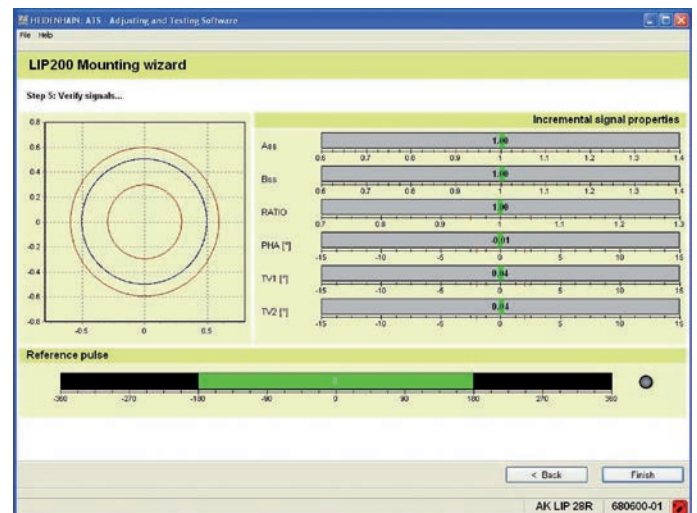 HEIDENHAIN: ATS - Adjusting and Testing Software
File Help
LIP200 Mounting wizard
Step 5: Verify signals...
Incremental signal properties
0.8
0.6
0.4
0.2
0
-0.2
-0.4
-0.6
-0.8
-0.5 0 0.5
Ass 1.00
0.6 0.7 0.8 0.9 1 1.1 1.2 1.3 1.4
Bss 1.00
0.6 0.7 0.8 0.9 1 1.1 1.2 1.3 1.4
RATIO 1.00
0.7 0.8 0.9 1 1.1 1.2 1.3
PHA [°] -0.01
-15 -10 -5 0 5 10 15
TV1 [°] 0.04
-15 -10 -5 0 5 10 15
TV2 [°] 0.04
-15 -10 -5 0 5 10 15
Reference pulse
-360 -270 -180 -90 0 90 180 270 360
< Back Finish
AK LIP 28R 680600-01